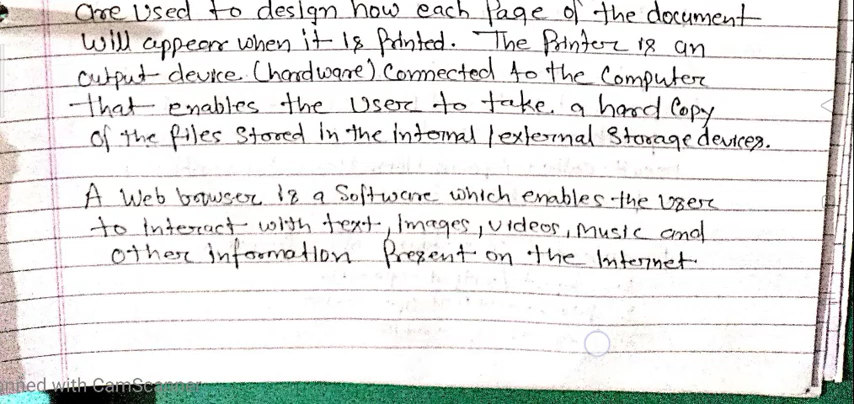 are used to design how each page of the document
will appear when it is printed. The Printer is an
output device (hardware) connected to the computer
that enables the user to take. a hard copy
of the files stored in the internal / external storage devices.
A Web bowser is a software which enables the user
to interact with text, images, videos, music and
other information Present on the Internet.
nned with CamScanner